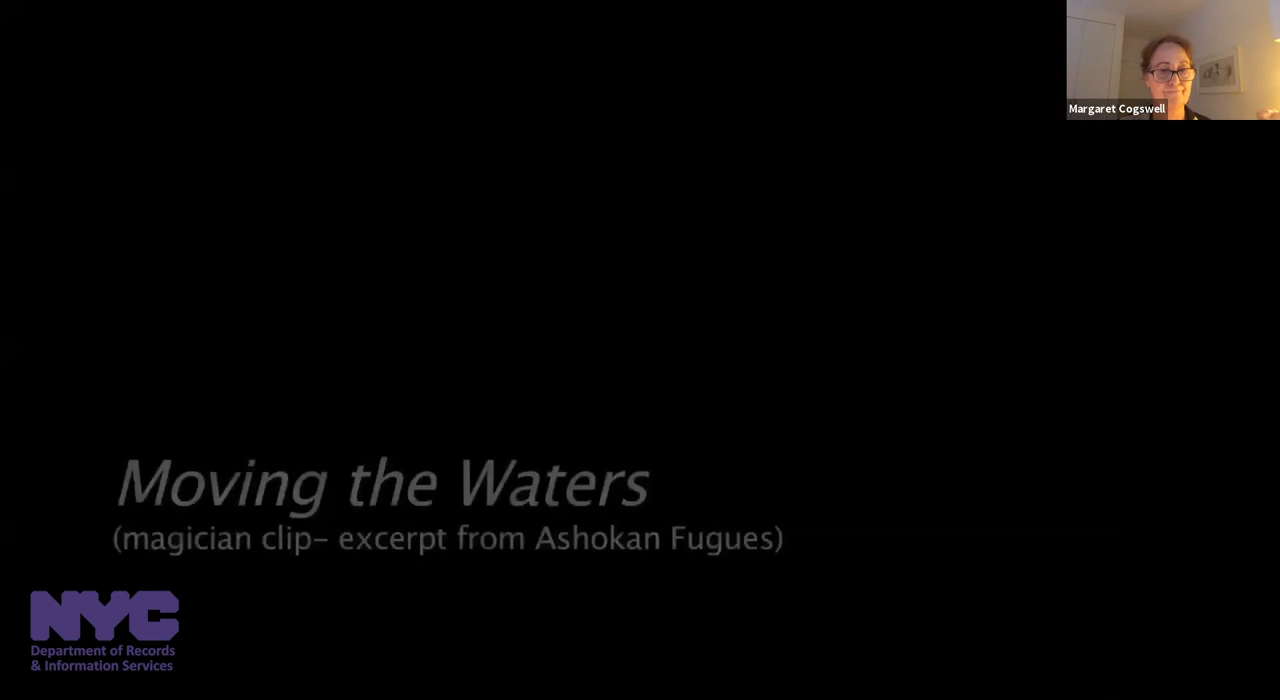 Margaret Cogswell
Moving the Waters
(magician clip– excerpt from Ashokan Fugues)
NYC
Department of Records
& Information Services